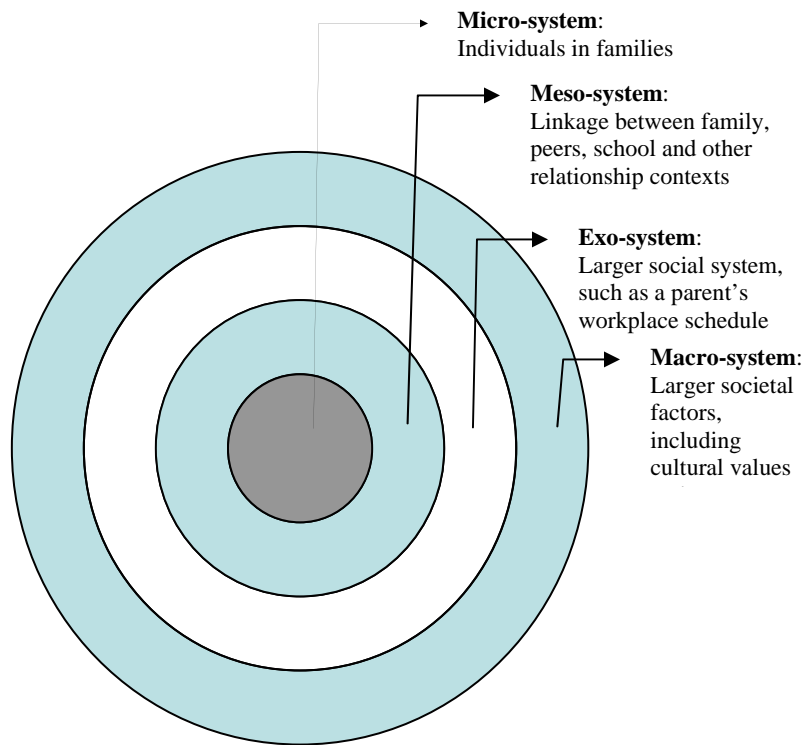 Micro-system:
Individuals in families
Meso-system:
Linkage between family,
peers, school and other
relationship contexts
Exo-system:
Larger social system,
such as a parent’s
workplace schedule
Macro-system:
Larger societal
factors,
including
cultural values